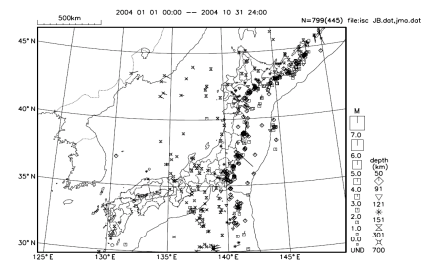 2004 01 01 00:00 -- 2004 10 31 24:00
500km
N=799(445) file:isc JB.dat,jma.dat
45°N
40°N
35°N
30°N
125°E
130°E
135°E
140°E
145°E
M
7.0
6.0
5.0
4.0
3.0
2.0
1.0
0.0
UND
depth
(km)
50
91
121
151
301
700